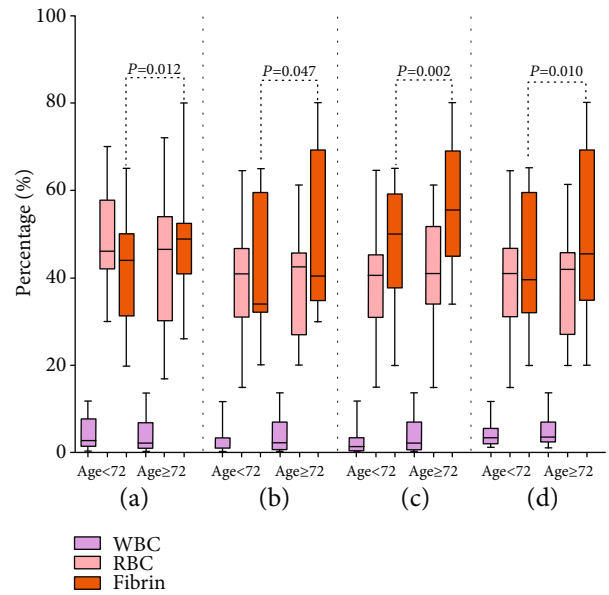 100
80
60
40
20
0
Percentage (%)
P=0.012
P=0.047
P=0.002
P=0.010
Age<72 Age≥72 Age<72 Age≥72 Age<72 Age≥72 Age<72 Age≥72
(a) (b) (c) (d)
WBC
RBC
Fibrin